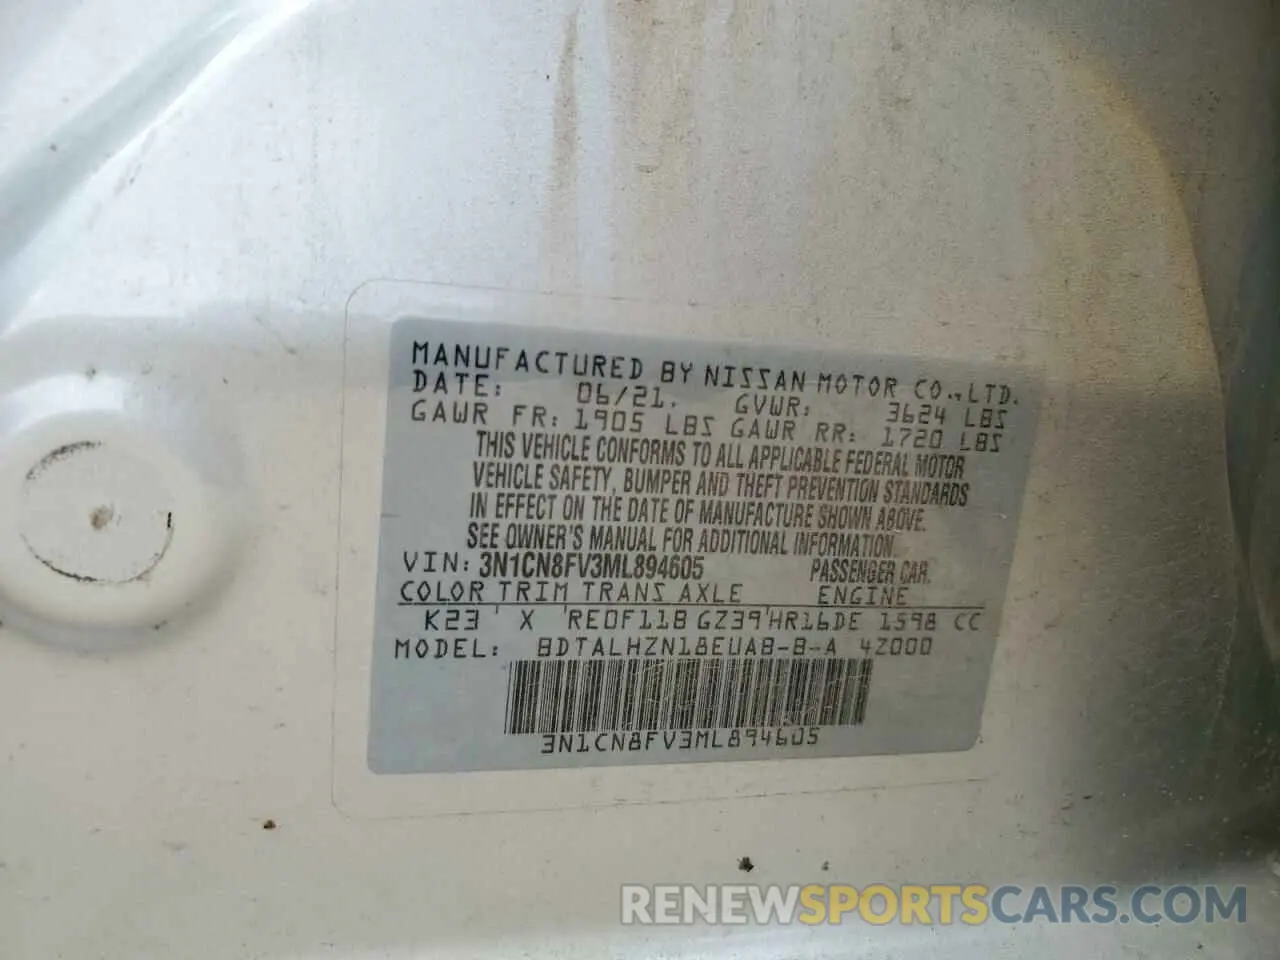 MANUFACTURED BY NISSAN MOTOR CO.,LTD.
DATE: 06/21. GVWR: 3624 LBS
GAWR FR: 1905 LBS GAWR RR: 1720 LBS
THIS VEHICLE CONFORMS TO ALL APPLICABLE FEDERAL MOTOR
VEHICLE SAFETY, BUMPER AND THEFT PREVENTION STANDARDS
IN EFFECT ON THE DATE OF MANUFACTURE SHOWN ABOVE.
SEE OWNER'S MANUAL FOR ADDITIONAL INFORMATION.
VIN: 3N1CN8FV3ML894605 PASSENGER CAR.
COLOR TRIM TRANS AXLE ENGINE
K23 ' X 'RE0F11B GZ39'HR16DE 1598 CC
MODEL: BDTALHZN18EUAB-B-A 4Z000
3N1CN8FV3ML894605
RENEWSPORTSCARS.COM